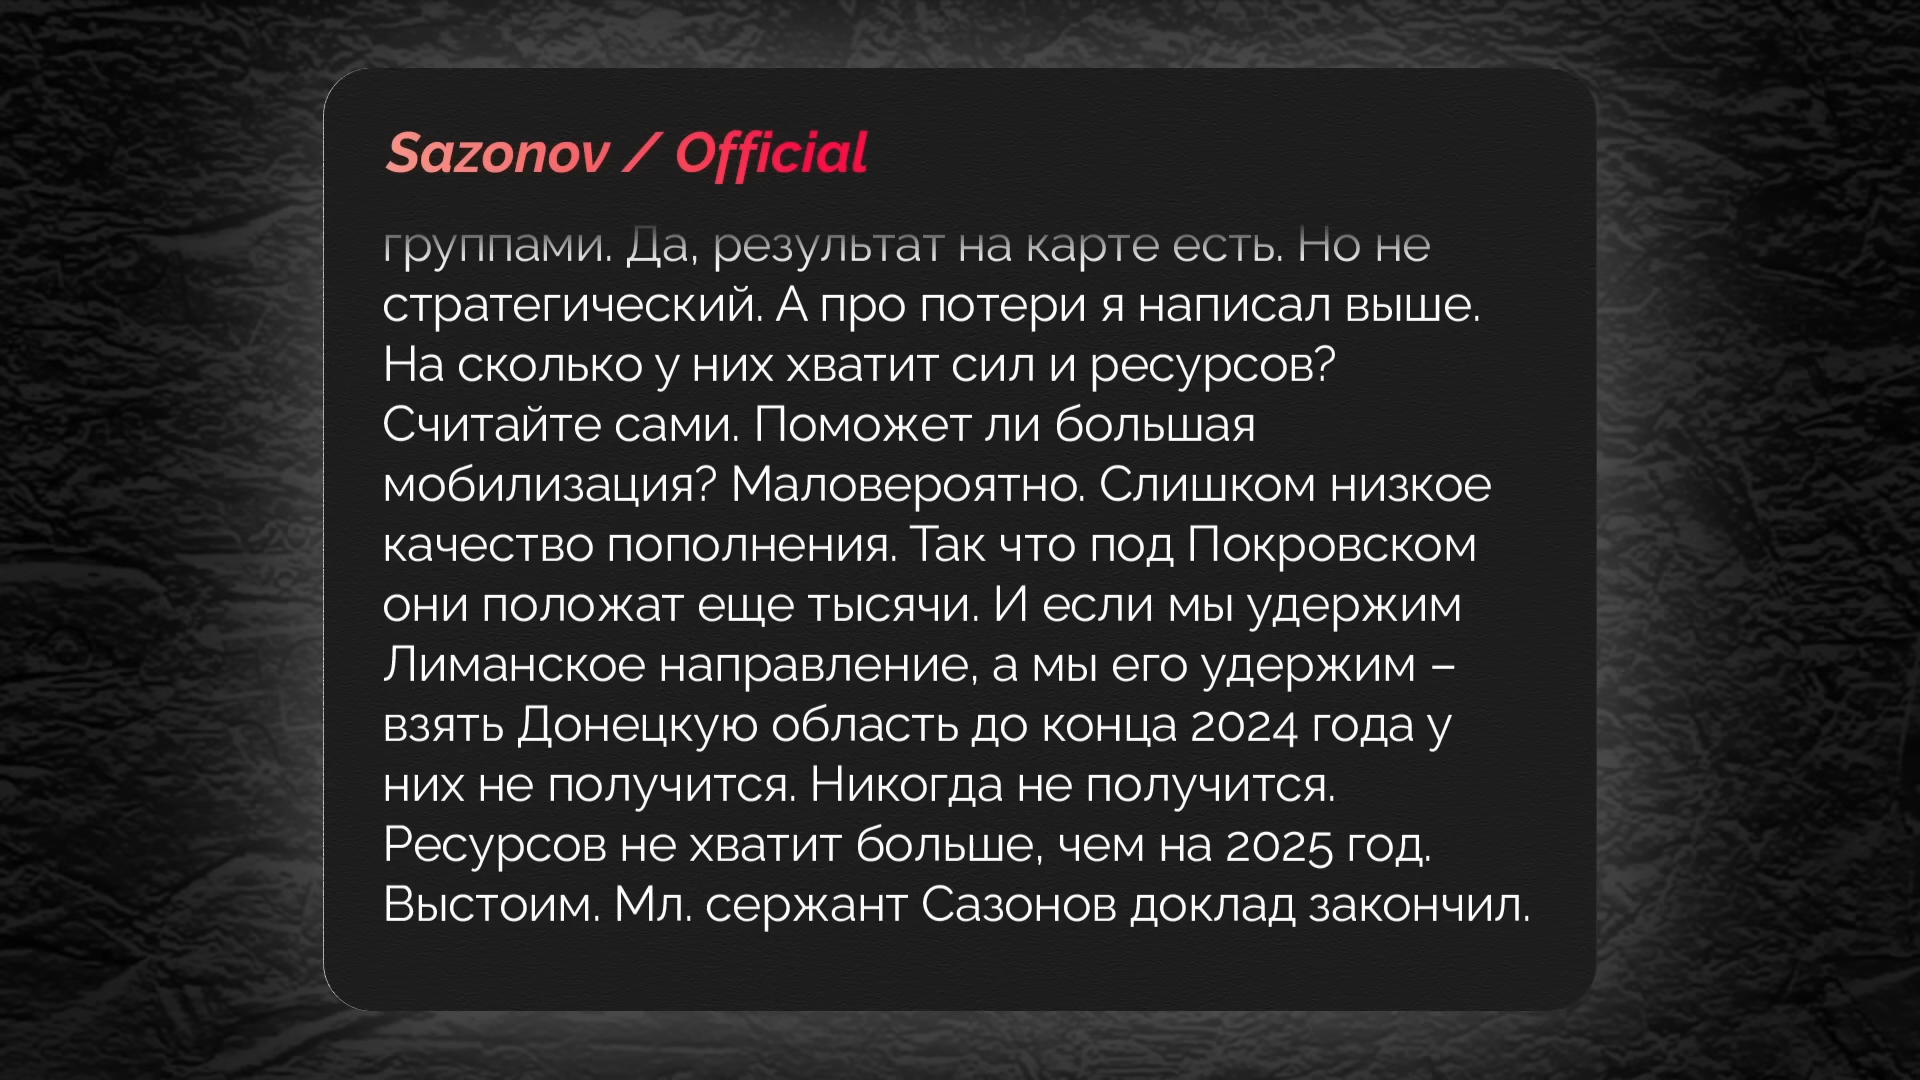 Sazonov / Official
группами. Да, результат на карте есть. Но не
стратегический. А про потери я написал выше.
На сколько у них хватит сил и ресурсов?
Считайте сами. Поможет ли большая
мобилизация? Маловероятно. Слишком низкое
качество пополнения. Так что под Покровском
они положат еще тысячи. И если мы удержим
Лиманское направление, а мы его удержим –
взять Донецкую область до конца 2024 года у
них не получится. Никогда не получится.
Ресурсов не хватит больше, чем на 2025 год.
Выстоим. Мл. сержант Сазонов доклад закончил.